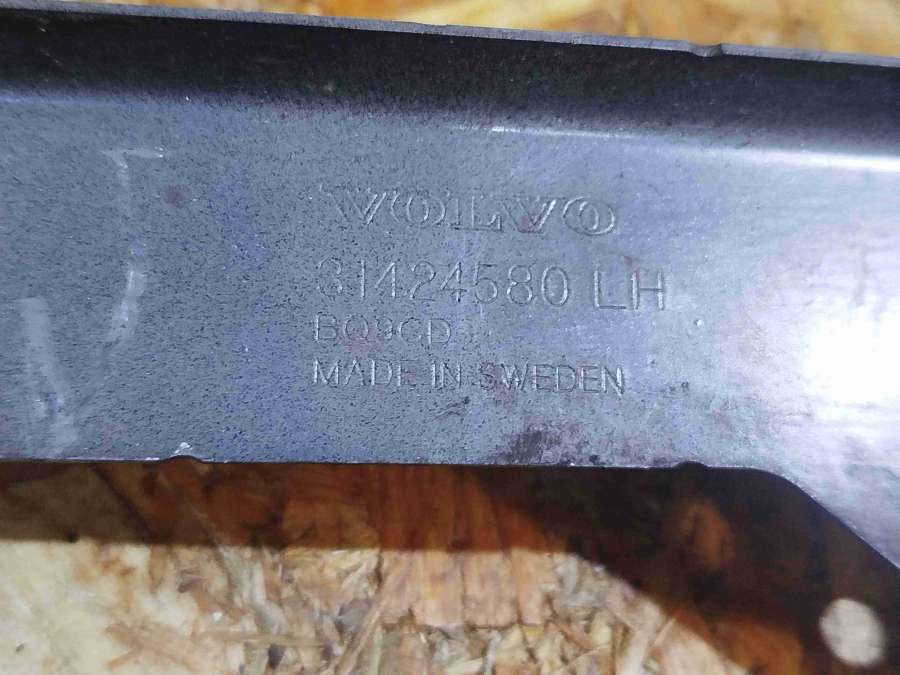 VOLVO
31424580 LH
BQ9CD
MADE IN SWEDEN